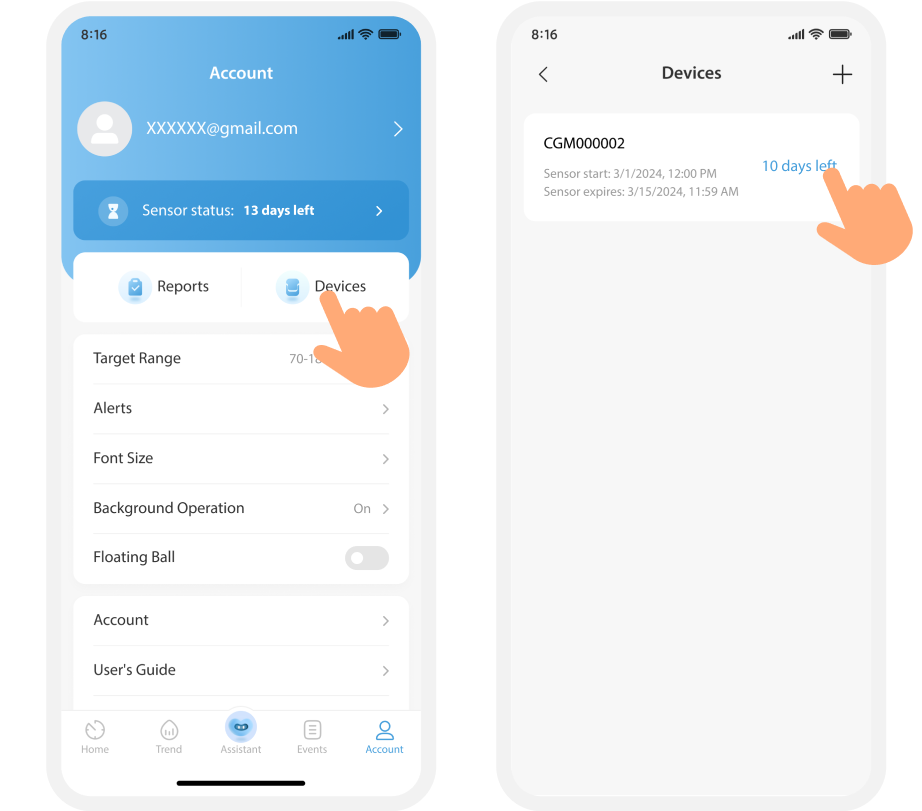 8:16
Account
XXXXXX@gmail.com
Sensor status: 13 days left
Reports
Devices
Target Range
70-18
Alerts
Font Size
Background Operation
On
Floating Ball
Account
User's Guide
Home
Trend
Assistant
Events
Account
8:16
Devices
CGM000002
10 days left
Sensor start: 3/1/2024, 12:00 PM
Sensor expires: 3/15/2024, 11:59 AM